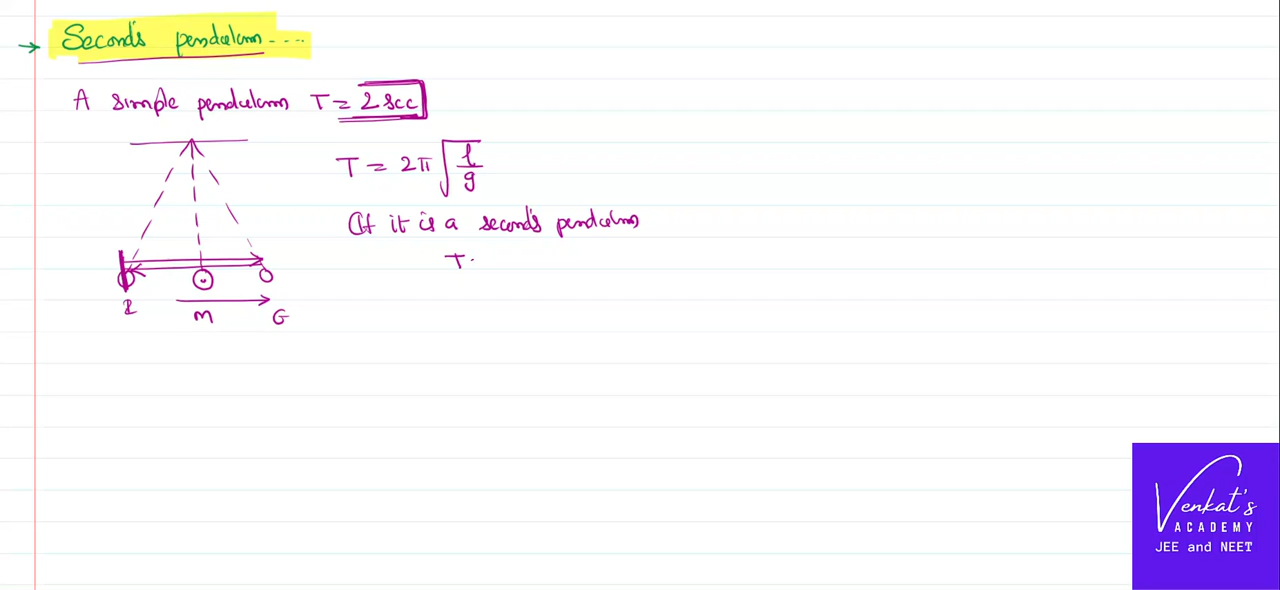 → Second's pendulum....
A simple pendulum T = 2 sec
T = 2π √(l/g)
If it is a second's pendulum
T
M
G
Venkat's
ACADEMY
JEE and NEET